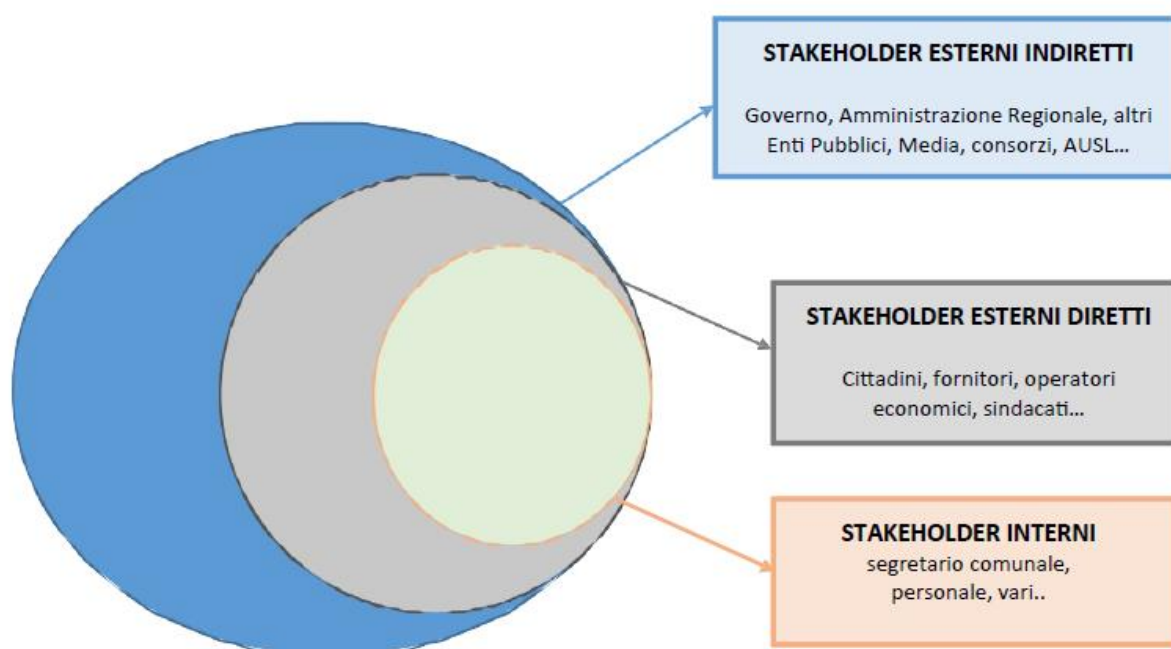 STAKEHOLDER ESTERNI INDIRETTI
Governo, Amministrazione Regionale, altri
Enti Pubblici, Media, consorzi, AUSL…
STAKEHOLDER ESTERNI DIRETTI
Cittadini, fornitori, operatori
economici, sindacati…
STAKEHOLDER INTERNI
segretario comunale,
personale, vari..